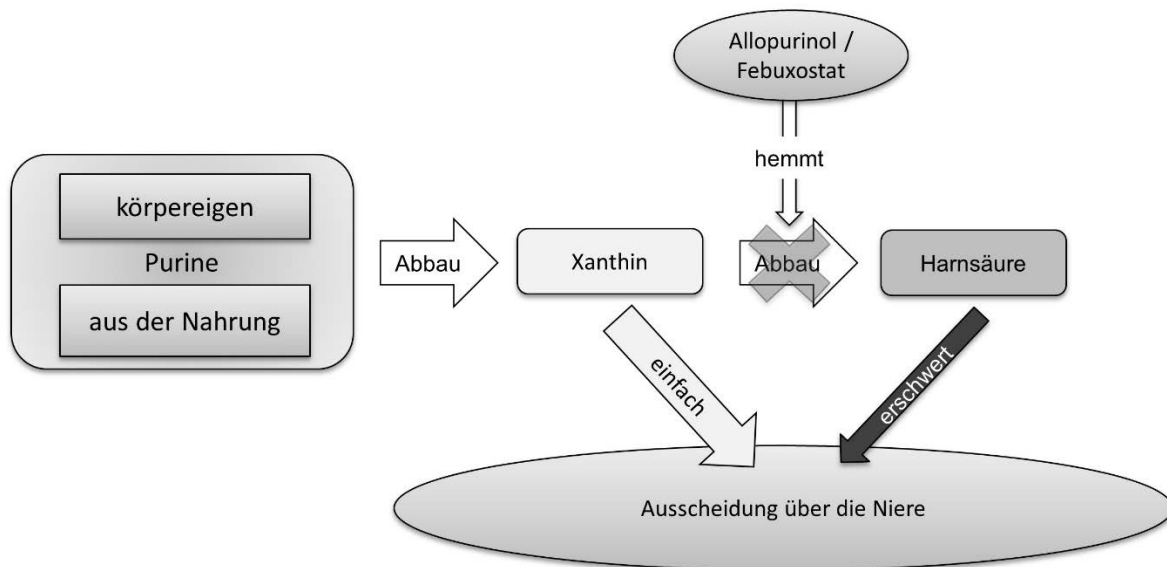 Allopurinol /
Febuxostat
hemmt
körpereigen
Purine
aus der Nahrung
Abbau
Xanthin
Abbau
Harnsäure
einfach
erschwert
Ausscheidung über die Niere